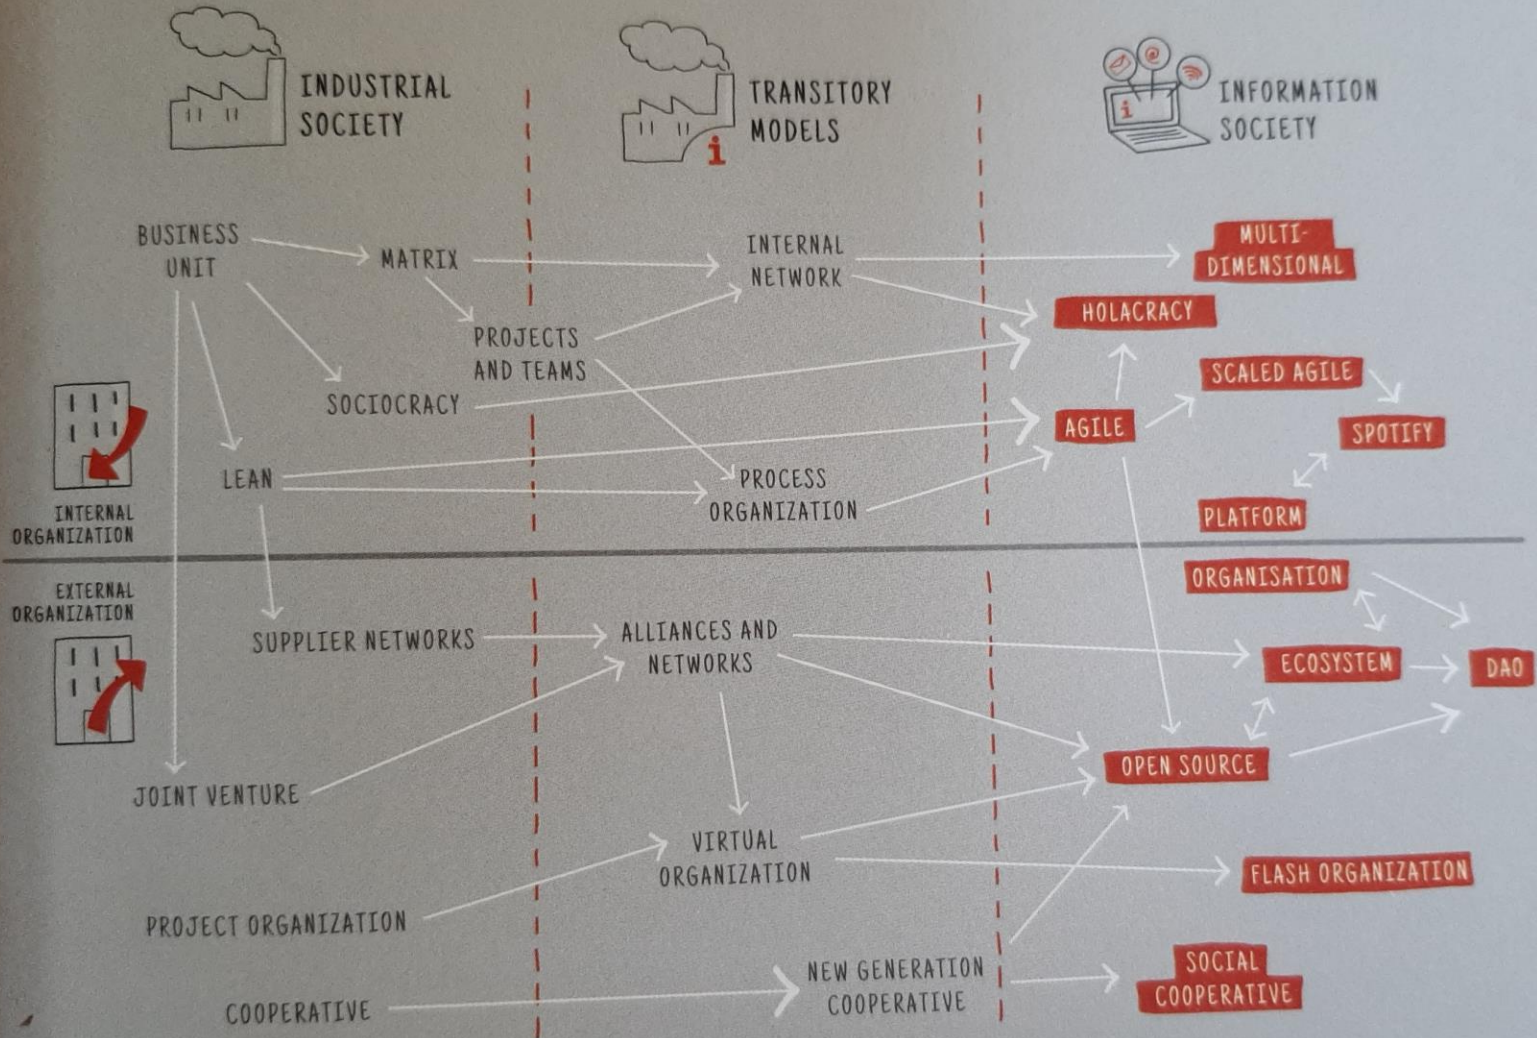 INDUSTRIAL
SOCIETY
TRANSITORY
MODELS
i
@
i
INFORMATION
SOCIETY
BUSINESS
UNIT
MATRIX
INTERNAL
NETWORK
MULTI-
DIMENSIONAL
HOLACRACY
PROJECTS
AND TEAMS
SCALED AGILE
SOCIOCRACY
AGILE
SPOTIFY
LEAN
PROCESS
ORGANIZATION
PLATFORM
INTERNAL
ORGANIZATION
EXTERNAL
ORGANIZATION
ORGANISATION
SUPPLIER NETWORKS
ALLIANCES AND
NETWORKS
ECOSYSTEM
DAO
OPEN SOURCE
JOINT VENTURE
VIRTUAL
ORGANIZATION
FLASH ORGANIZATION
PROJECT ORGANIZATION
NEW GENERATION
COOPERATIVE
SOCIAL
COOPERATIVE
COOPERATIVE